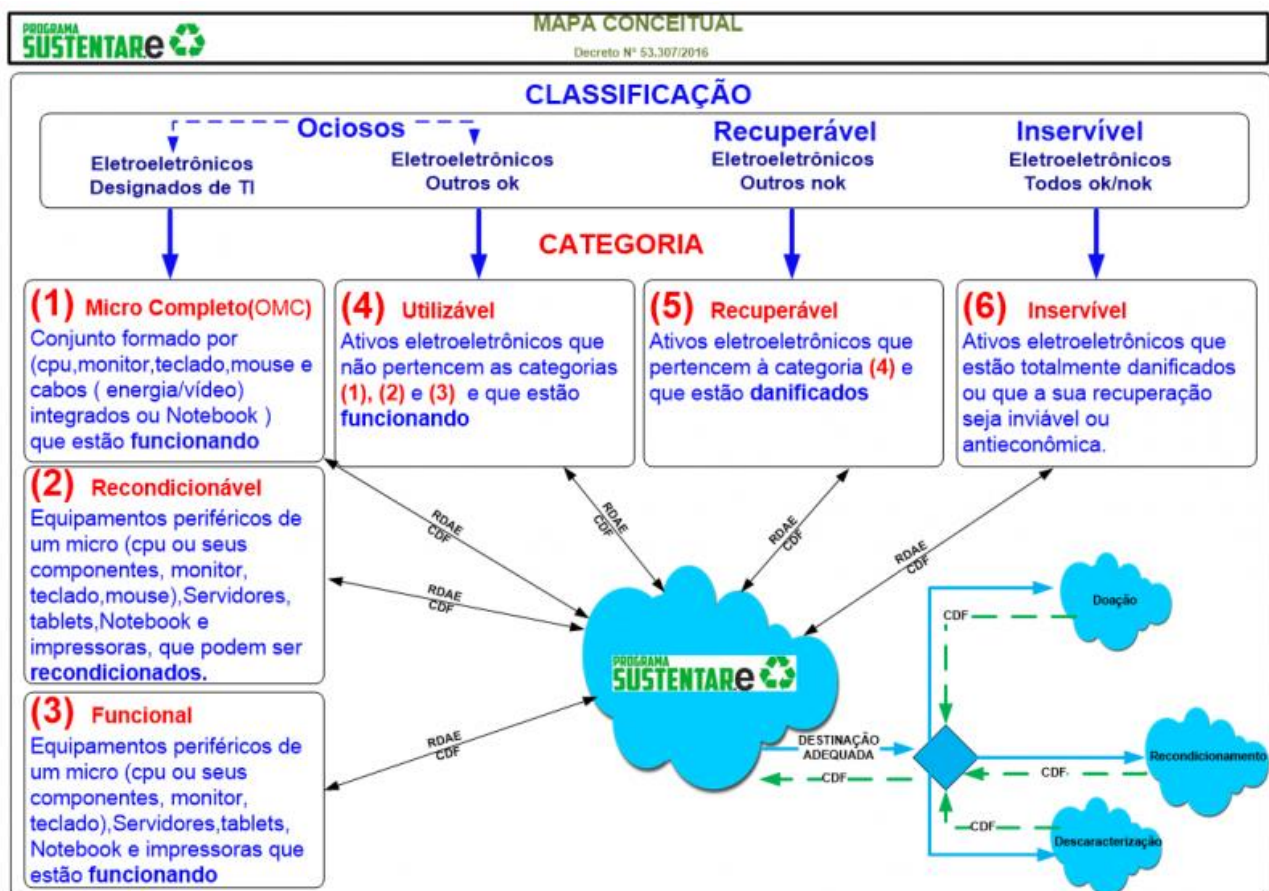 PROGRAMA
SUSTENTAR.e
MAPA CONCEITUAL
Decreto N° 53.307/2016
CLASSIFICAÇÃO
Ociosos
Eletroeletrônicos
Designados de TI
Eletroeletrônicos
Outros ok
Recuperável
Eletroeletrônicos
Outros nok
Inservível
Eletroeletrônicos
Todos ok/nok
CATEGORIA
(1) Micro Completo(OMC)
Conjunto formado por
(cpu,monitor,teclado,mouse e
cabos ( energia/vídeo)
integrados ou Notebook )
que estão funcionando
(4) Utilizável
Ativos eletroeletrônicos que
não pertencem as categorias
(1), (2) e (3) e que estão
funcionando
(5) Recuperável
Ativos eletroeletrônicos que
pertencem à categoria (4) e
que estão danificados
(6) Inservível
Ativos eletroeletrônicos que
estão totalmente danificados
ou que a sua recuperação
seja inviável ou
antieconômica.
(2) Recondicionável
Equipamentos periféricos de
um micro (cpu ou seus
componentes, monitor,
teclado,mouse),Servidores,
tablets,Notebook e
impressoras, que podem ser
recondicionados.
(3) Funcional
Equipamentos periféricos de
um micro (cpu ou seus
componentes, monitor,
teclado),Servidores,tablets,
Notebook e impressoras que
estão funcionando
RDAE
CDF
RDAE
CDF
RDAE
CDF
RDAE
CDF
RDAE
CDF
RDAE
CDF
PROGRAMA
SUSTENTAR.e
DESTINAÇÃO
ADEQUADA
CDF
Doação
CDF
Recondicionamento
CDF
Descaracterização
CDF